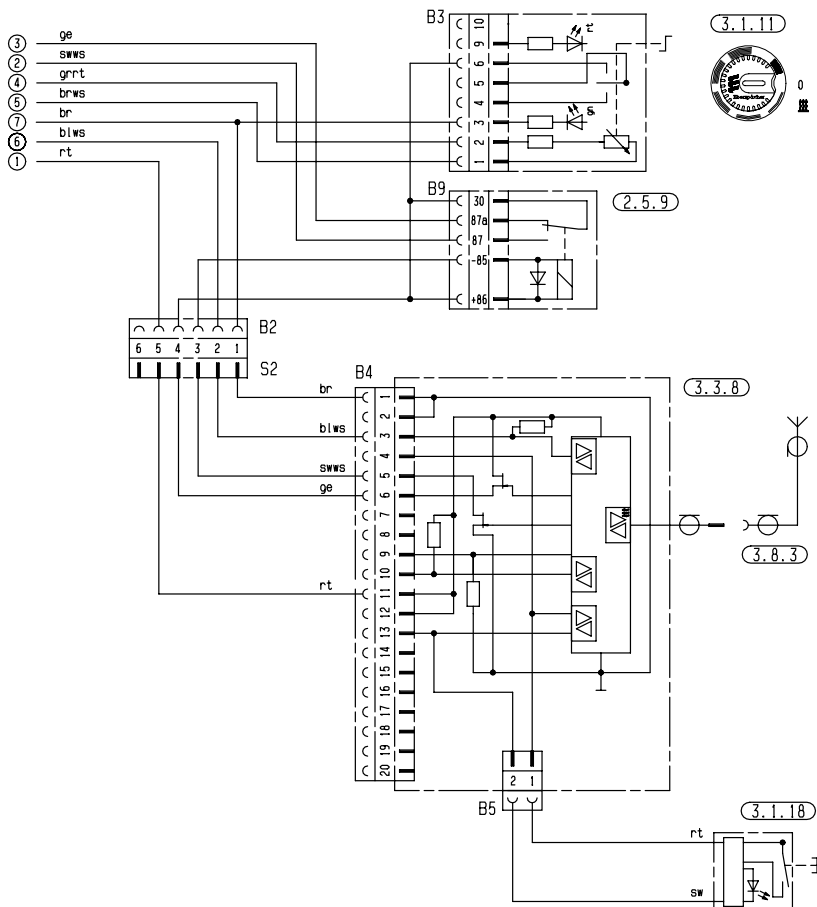 B3
3.1.11
10
③ ge
9
② swws
6
④ grrt
5
0
⑤ brws
4
⑦ br
3
⑥ blws
2
① rt
1
B9
30
2.5.9
87a
87
-85
+86
B2
6 5 4 3 2 1
S2
B4
3.3.8
br
1
2
blws
3
4
swws
5
ge
6
7
8
3.8.3
9
10
rt
11
12
13
14
15
16
17
18
19
20
2 1
B5
3.1.18
rt
sw